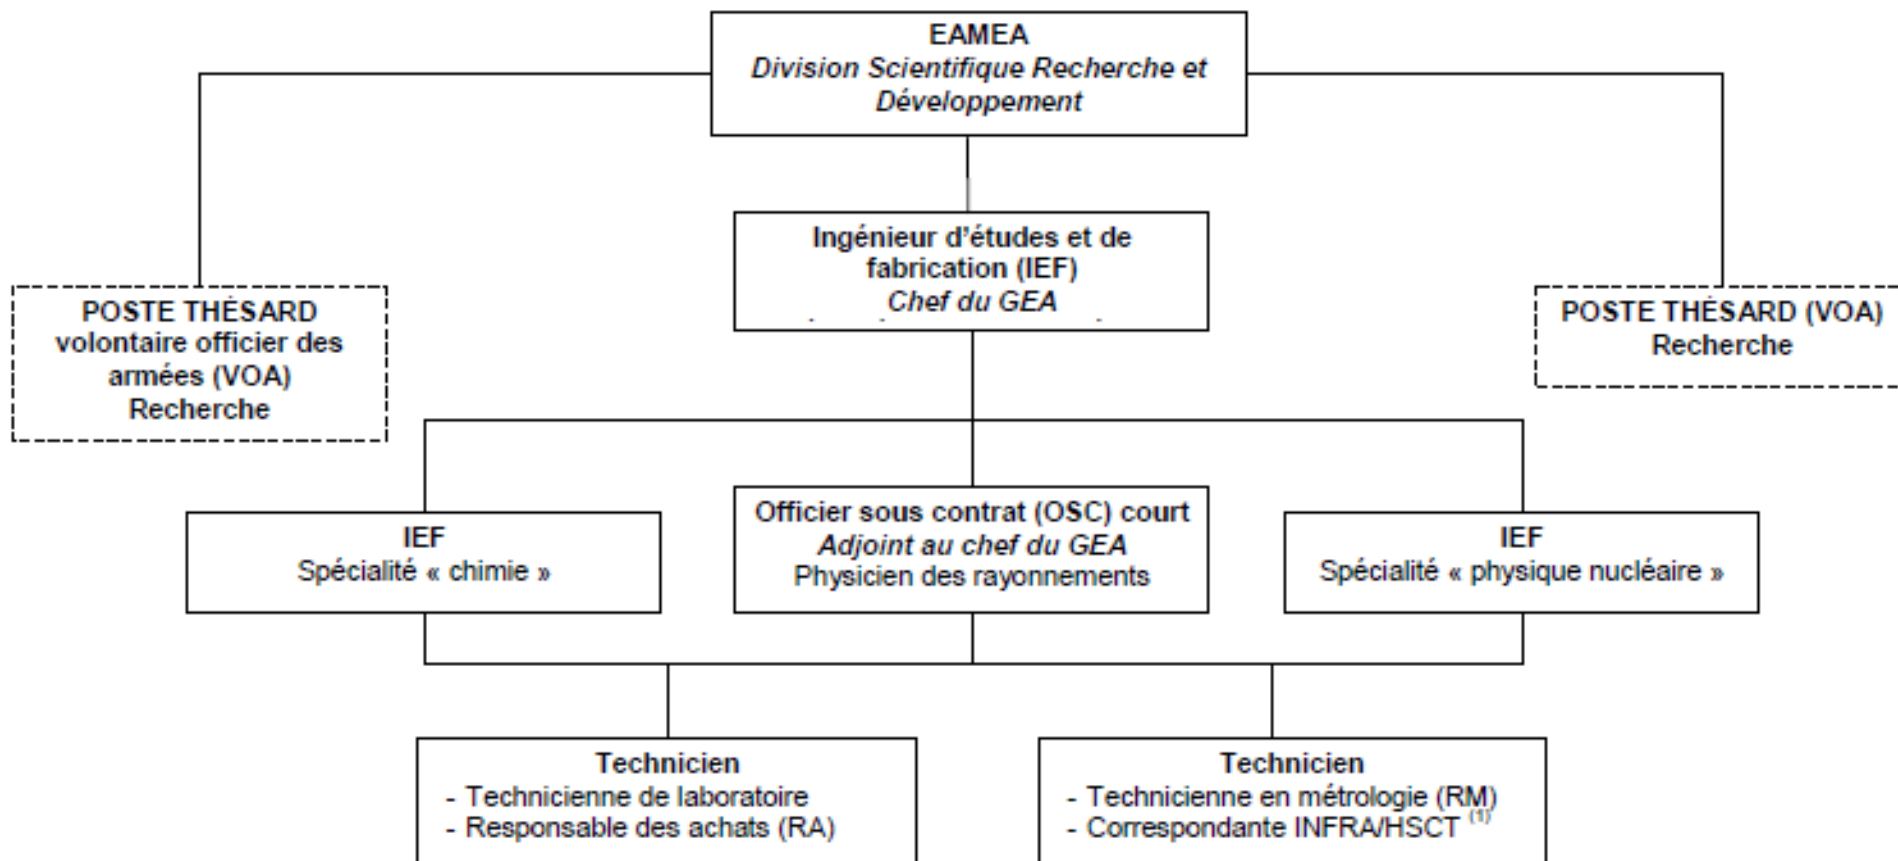 EAMEA
Division Scientifique Recherche et
Développement
Ingénieur d'études et de
fabrication (IEF)
Chef du GEA
POSTE THÉSARD
volontaire officier des
armées (VOA)
Recherche
POSTE THÉSARD (VOA)
Recherche
IEF
Spécialité « chimie »
Officier sous contrat (OSC) court
Adjoint au chef du GEA
Physicien des rayonnements
IEF
Spécialité « physique nucléaire »
Technicien
- Technicienne de laboratoire
- Responsable des achats (RA)
Technicien
- Technicienne en métrologie (RM)
- Correspondante INFRA/HSCT (1)